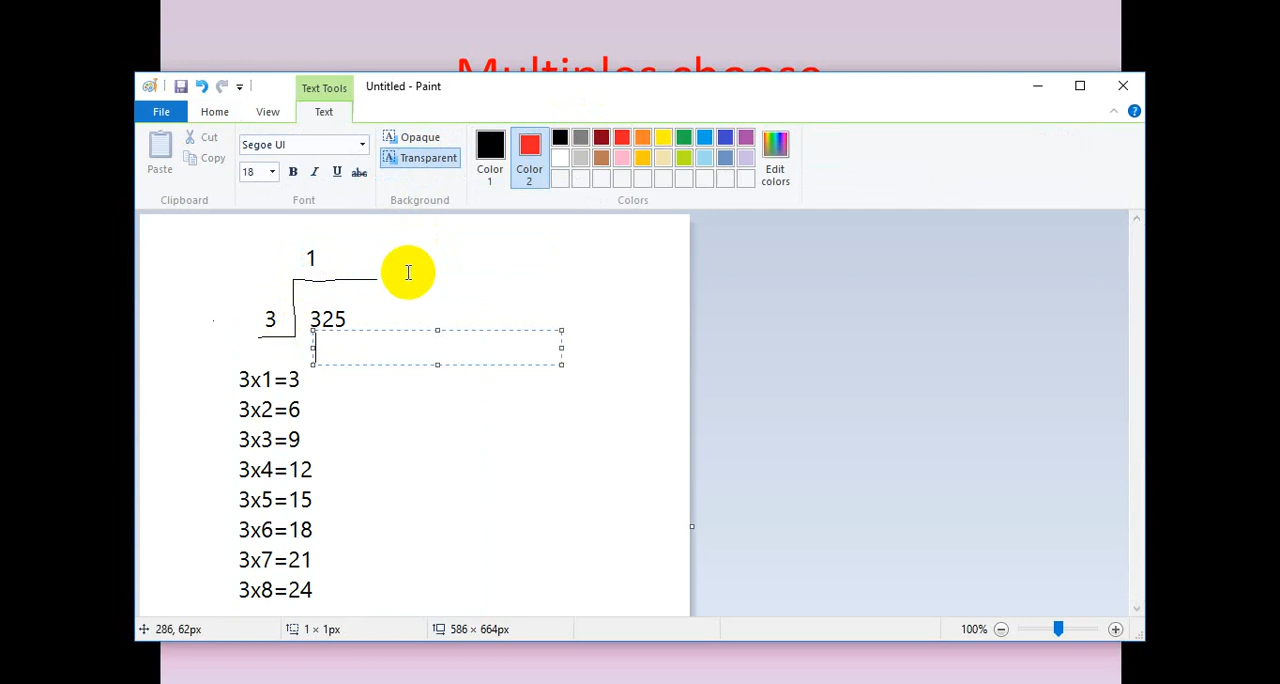 Multiples choose
Text Tools
Untitled - Paint
File
Home
View
Text
Paste
Cut
Copy
Clipboard
Segoe UI
18
B
I
U
abc
Font
A
Opaque
A
Transparent
Background
Color 1
Color 2
Edit colors
Colors
1
3
325
3x1=3
3x2=6
3x3=9
3x4=12
3x5=15
3x6=18
3x7=21
3x8=24
286, 62px
1 × 1px
586 × 664px
100%